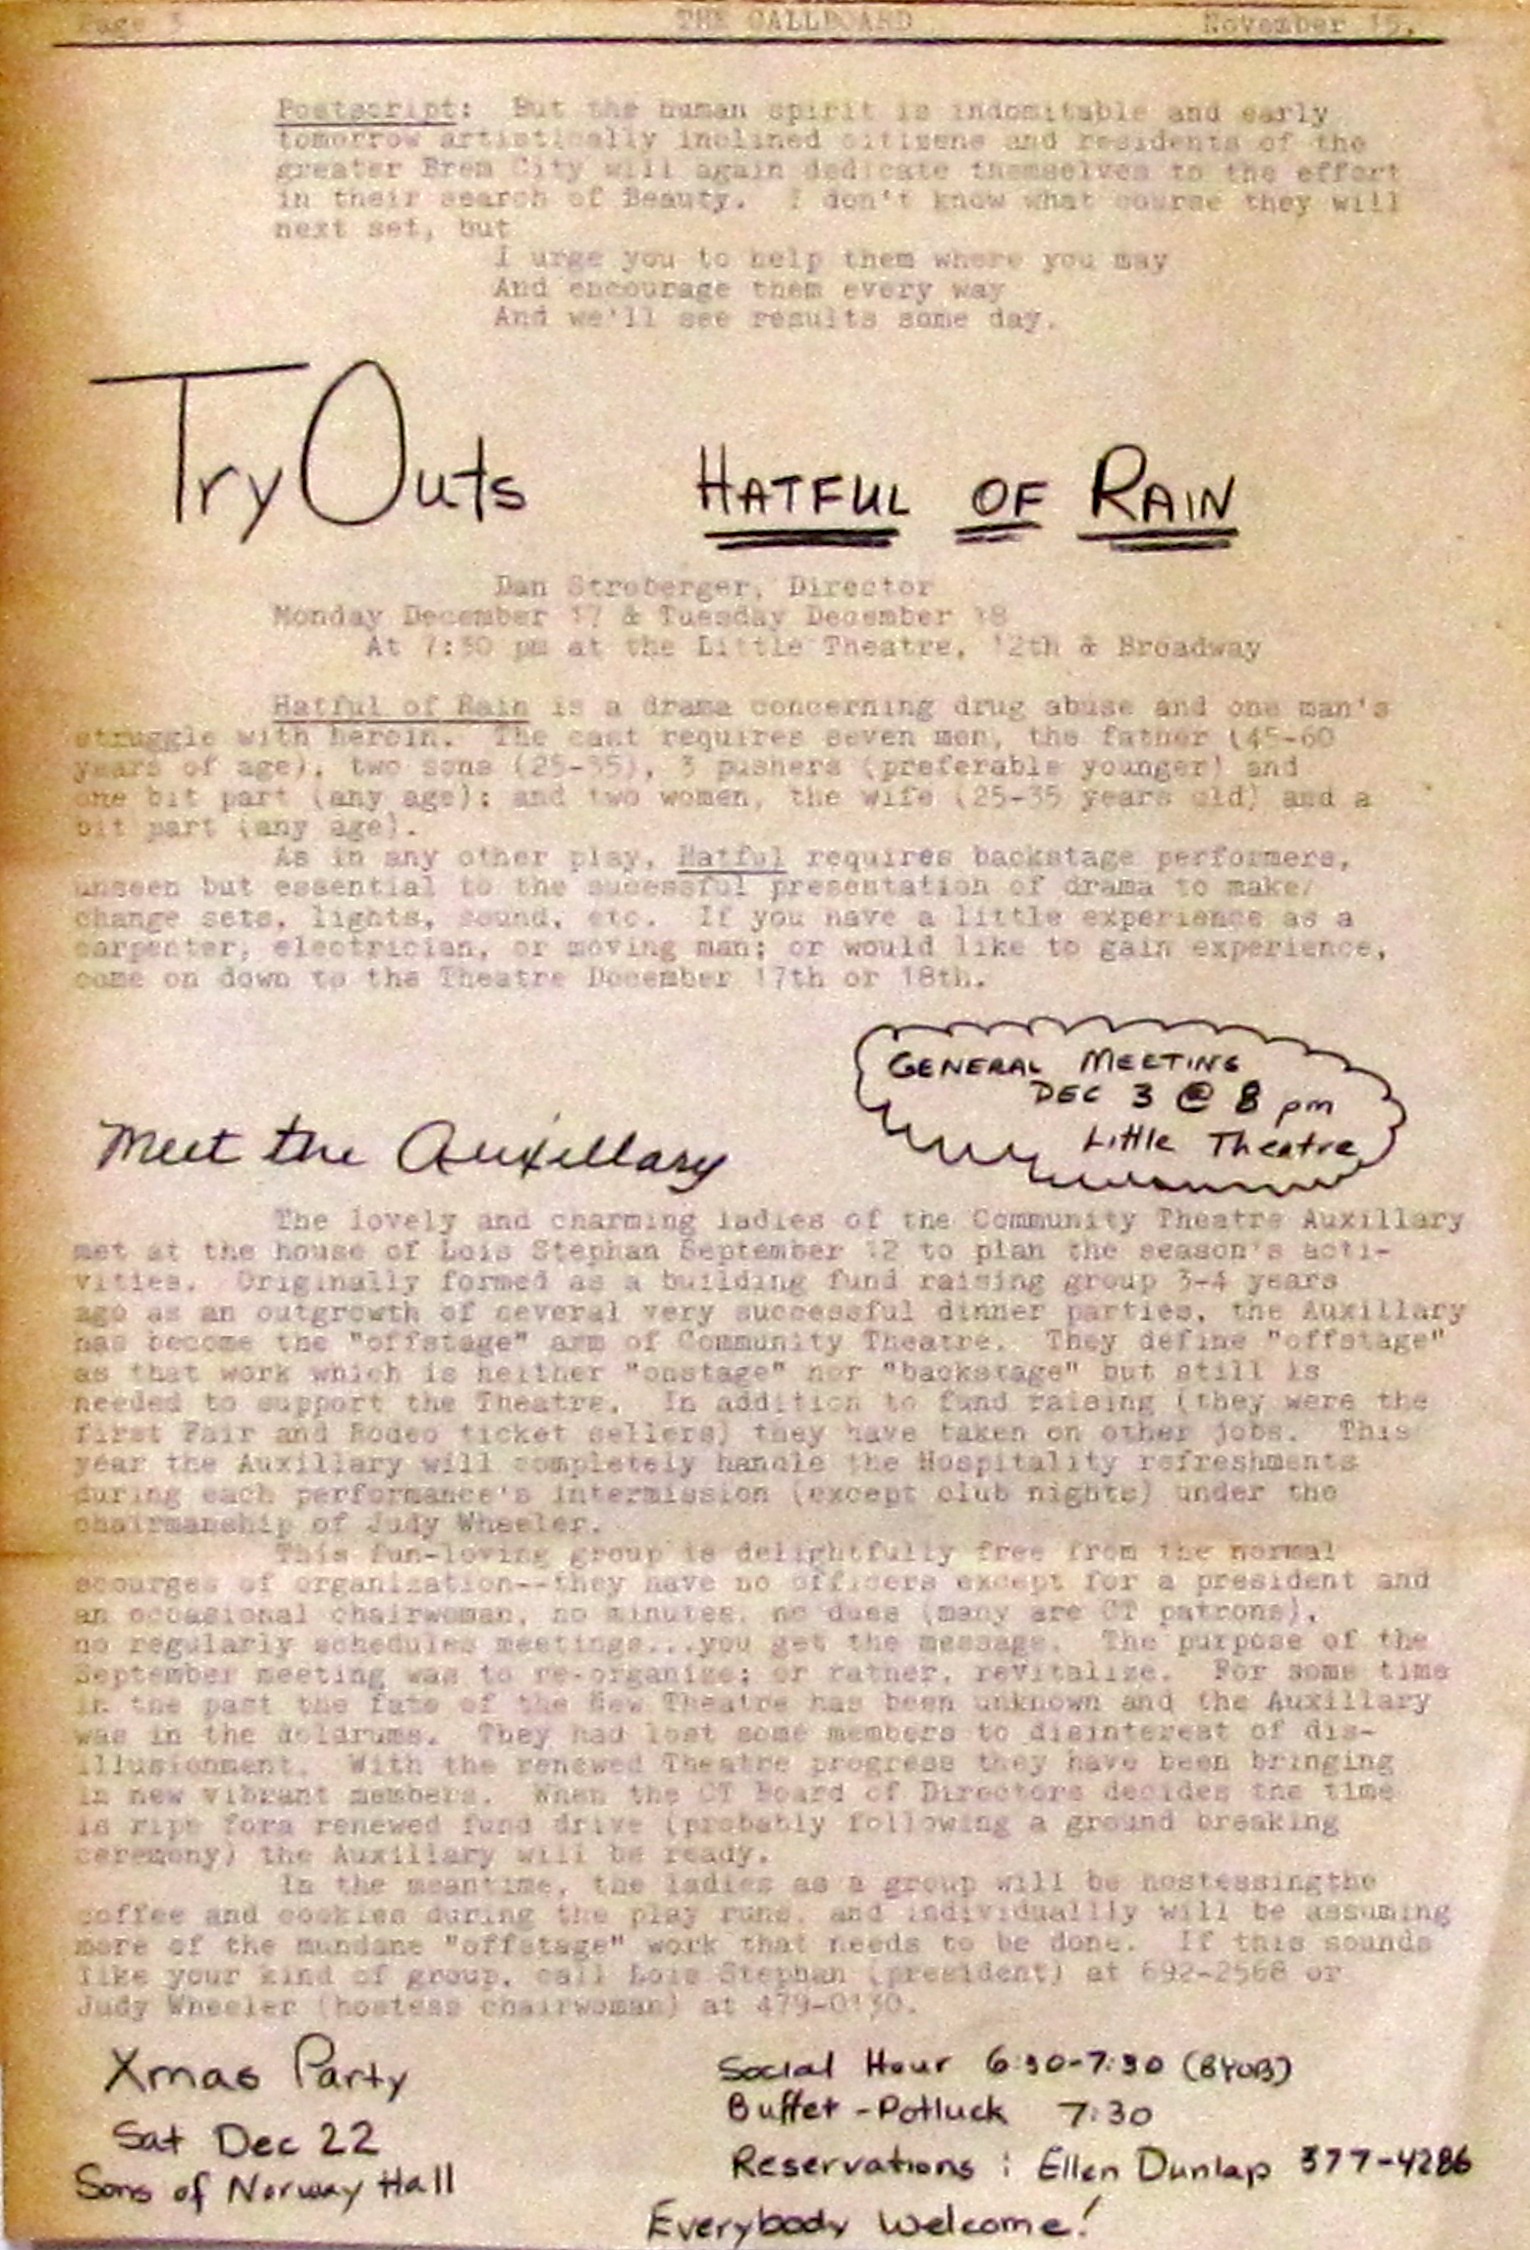 Page 3 THE CALLBOARD November 15,
Postscript: But the human spirit is indomitable and early
tomorrow artistically inclined citizens and residents of the
greater Brem City will again dedicate themselves to the effort
in their search of Beauty. I don't know what course they will
next set, but
I urge you to help them where you may
And encourage them every way
And we'll see results some day.
Try Outs HATFUL OF RAIN
Dan Stroberger, Director
Monday December 17 & Tuesday December 18
At 7:30 pm at the Little Theatre, 12th & Broadway
Hatful of Rain is a drama concerning drug abuse and one man's
struggle with heroin. The cast requires seven men, the father (45-60
years of age), two sons (25-35), 3 pushers (preferable younger) and
one bit part (any age); and two women, the wife (25-35 years old) and a
bit part (any age).
As in any other play, Hatful requires backstage performers,
unseen but essential to the sucessful presentation of drama to make/
change sets, lights, sound, etc. If you have a little experience as a
carpenter, electrician, or moving man; or would like to gain experience,
come on down to the Theatre December 17th or 18th.
GENERAL MEETING
DEC 3 @ 8 pm
Little Theatre
Meet the Auxillary
The lovely and charming ladies of the Community Theatre Auxillary
met at the house of Lois Stephan September 12 to plan the season's acti-
vities. Originally formed as a building fund raising group 3-4 years
ago as an outgrowth of several very successful dinner parties, the Auxillary
has become the "offstage" arm of Community Theatre. They define "offstage"
as that work which is neither "onstage" nor "backstage" but still is
needed to support the Theatre. In addition to fund raising (they were the
first Fair and Rodeo ticket sellers) they have taken on other jobs. This
year the Auxillary will completely handle the Hospitality refreshments
during each performance's intermission (except club nights) under the
chairmanship of Judy Wheeler.
This fun-loving group is delightfully free from the normal
scourges of organization--they have no officers except for a president and
an occasional chairwoman, no minutes, no dues (many are CT patrons),
no regularly schedules meetings...you get the message. The purpose of the
September meeting was to re-organize; or rather, revitalize. For some time
in the past the fate of the New Theatre has been unknown and the Auxillary
was in the doldrums. They had lost some members to disinterest of dis-
illusionment. With the renewed Theatre progress they have been bringing
in new vibrant members. When the CT Board of Directors decides the time
is ripe fora renewed fund drive (probably following a ground breaking
ceremony) the Auxillary will be ready.
In the meantime, the ladies as a group will be hostessingthe
coffee and cookies during the play runs, and individuallly will be assuming
more of the mundane "offstage" work that needs to be done. If this sounds
like your kind of group, call Lois Stephan (president) at 692-2568 or
Judy Wheeler (hostess chairwoman) at 479-0130.
Xmas Party
Sat Dec 22
Sons of Norway Hall
Social Hour 6:30-7:30 (BYOB)
Buffet - Potluck 7:30
Reservations : Ellen Dunlap 377-4286
Everybody Welcome!